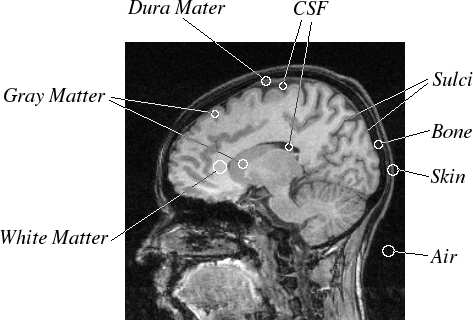 Dura Mater
CSF
Gray Matter
Sulci
Bone
Skin
White Matter
Air